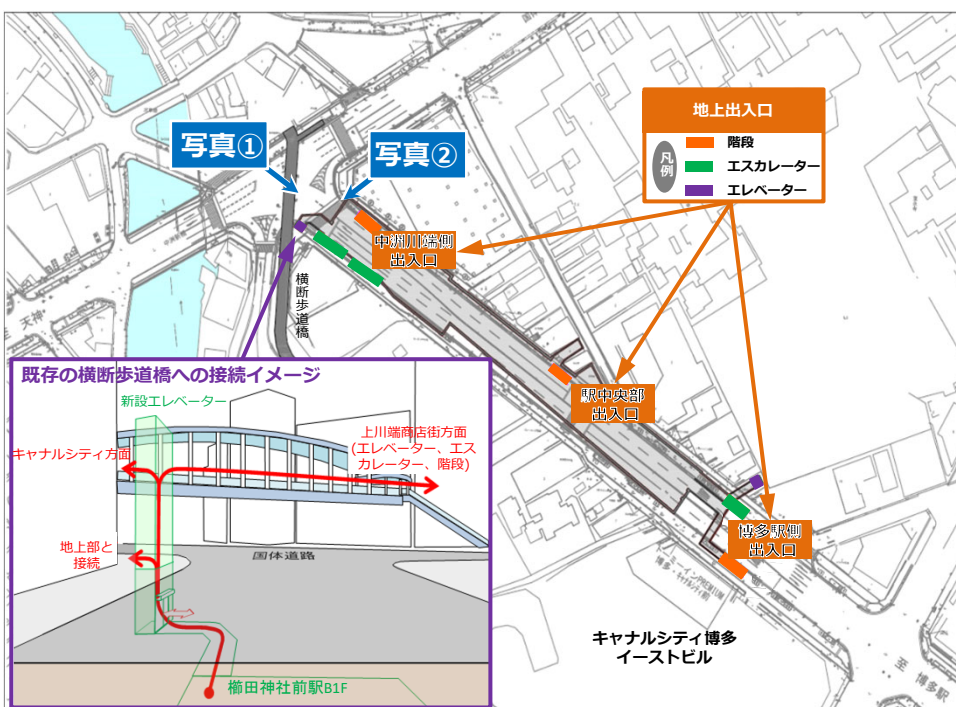 写真①
写真②
地上出入口
凡例
階段
エスカレーター
エレベーター
中洲川端側
出入口
横断歩道橋
至 天神
駅中央部
出入口
博多駅側
出入口
キャナルシティ博多
イーストビル
至 博多駅
既存の横断歩道橋への接続イメージ
新設エレベーター
キャナルシティ方面
上川端商店街方面
(エレベーター、エス
カレーター、階段)
地上部と
接続
国体道路
櫛田神社前駅B1F